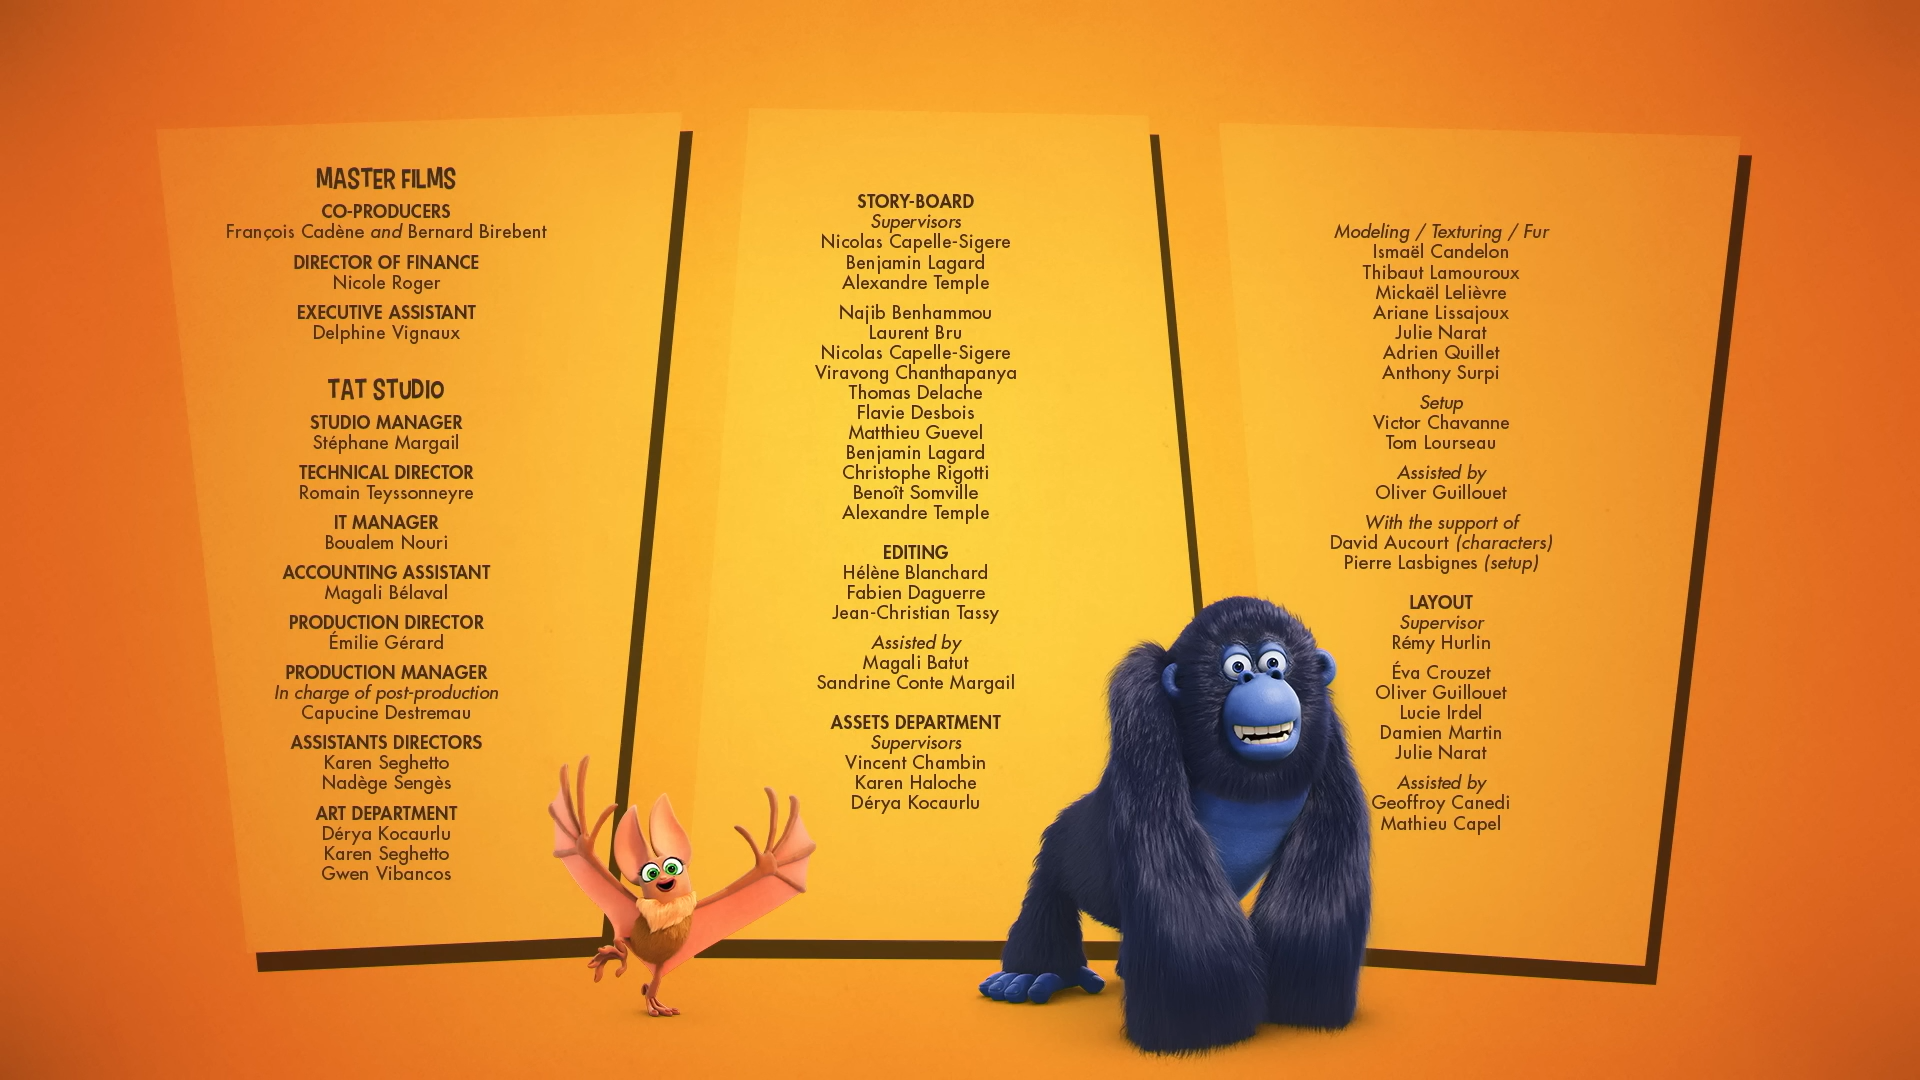 MASTER FILMS
CO-PRODUCERS
François Cadène and Bernard Birebent
DIRECTOR OF FINANCE
Nicole Roger
EXECUTIVE ASSISTANT
Delphine Vignaux
TAT STUDIO
STUDIO MANAGER
Stéphane Margail
TECHNICAL DIRECTOR
Romain Teyssonneyre
IT MANAGER
Boualem Nouri
ACCOUNTING ASSISTANT
Magali Bélaval
PRODUCTION DIRECTOR
Émilie Gérard
PRODUCTION MANAGER
In charge of post-production
Capucine Destremau
ASSISTANTS DIRECTORS
Karen Seghetto
Nadège Sengès
ART DEPARTMENT
Dérya Kocaurlu
Karen Seghetto
Gwen Vibancos
STORY-BOARD
Supervisors
Nicolas Capelle-Sigere
Benjamin Lagard
Alexandre Temple
Najib Benhammou
Laurent Bru
Nicolas Capelle-Sigere
Viravong Chanthapanya
Thomas Delache
Flavie Desbois
Matthieu Guevel
Benjamin Lagard
Christophe Rigotti
Benoît Somville
Alexandre Temple
EDITING
Hélène Blanchard
Fabien Daguerre
Jean-Christian Tassy
Assisted by
Magali Batut
Sandrine Conte Margail
ASSETS DEPARTMENT
Supervisors
Vincent Chambin
Karen Haloche
Dérya Kocaurlu
Modeling / Texturing / Fur
Ismaël Candelon
Thibaut Lamouroux
Mickaël Lelièvre
Ariane Lissajoux
Julie Narat
Adrien Quillet
Anthony Surpi
Setup
Victor Chavanne
Tom Lourseau
Assisted by
Oliver Guillouet
With the support of
David Aucourt (characters)
Pierre Lasbignes (setup)
LAYOUT
Supervisor
Rémy Hurlin
Éva Crouzet
Oliver Guillouet
Lucie Irdel
Damien Martin
Julie Narat
Assisted by
Geoffroy Canedi
Mathieu Capel